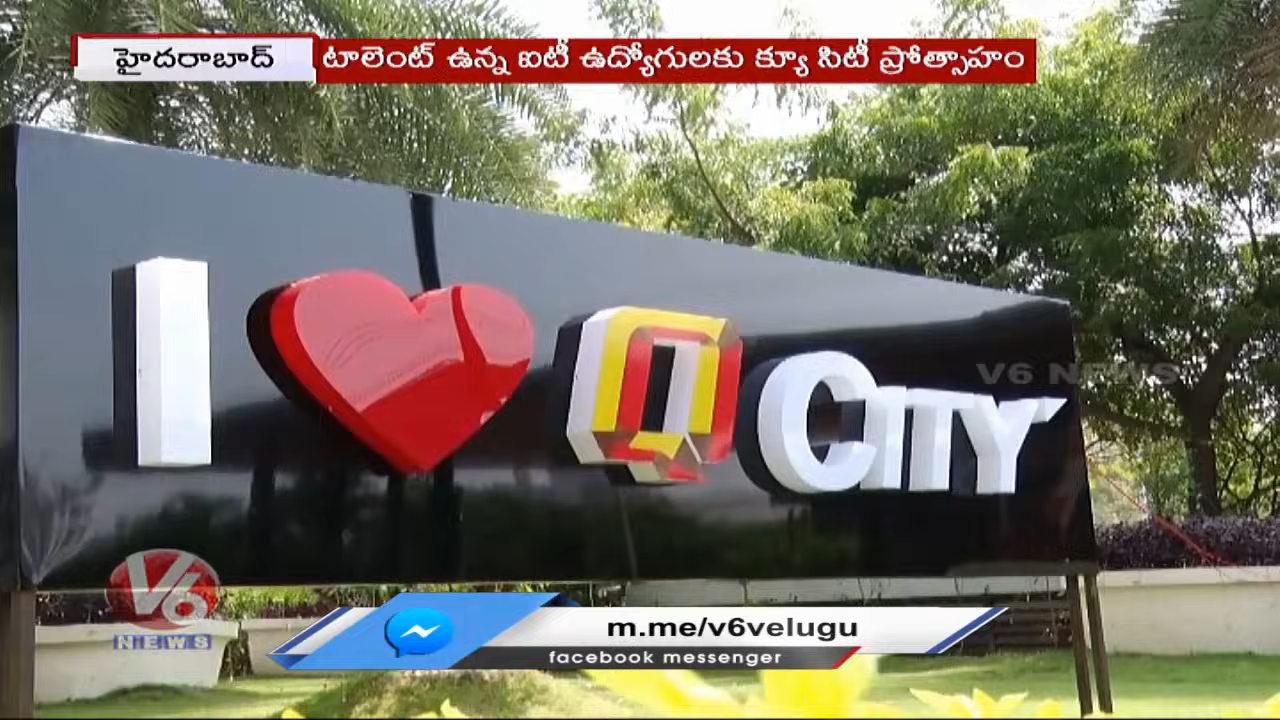 హైదరాబాద్
టాలెంట్ ఉన్న ఐటీ ఉద్యోగులకు క్యూ సిటీ ప్రోత్సాహం
I ❤ Q CITY
V6 NEWS
V6
NEWS
m.me/v6velugu
facebook messenger